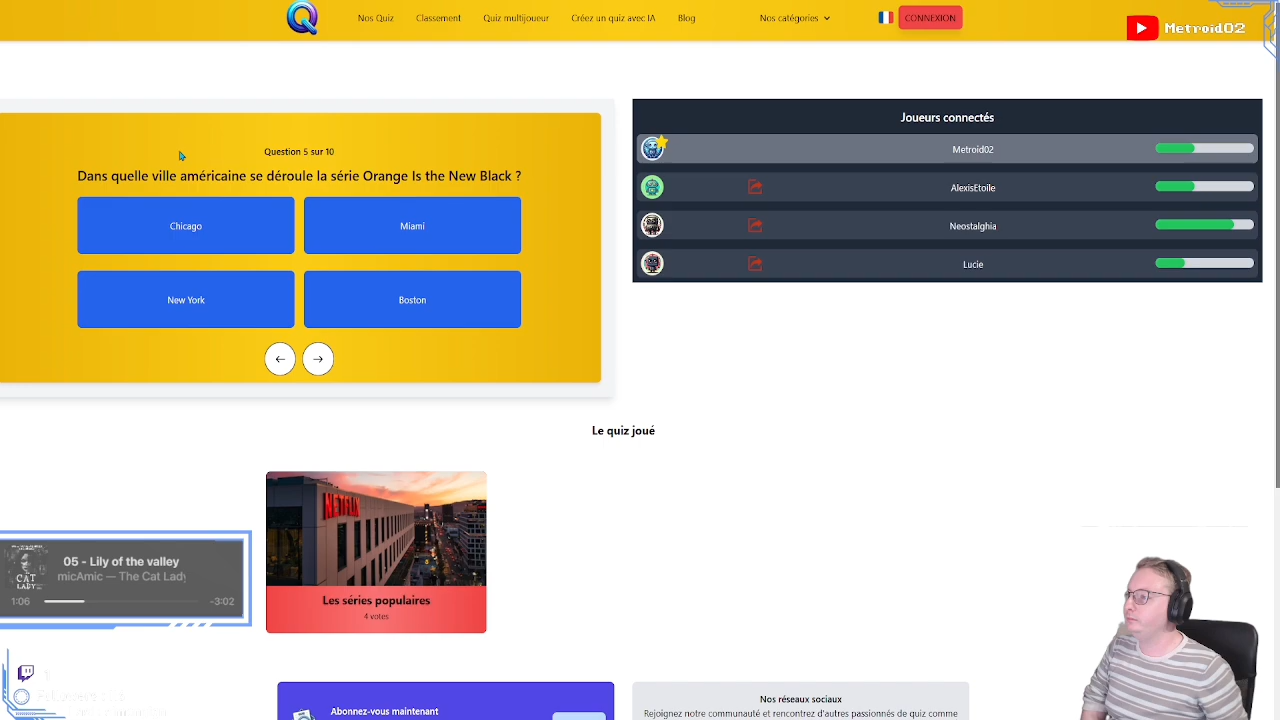 Nos Quiz
Classement
Quiz multijoueur
Créez un quiz avec IA
Blog
Nos catégories
CONNEXION
Metroid02
Question 5 sur 10
Dans quelle ville américaine se déroule la série Orange Is the New Black ?
Chicago
Miami
New York
Boston
Joueurs connectés
Metroid02
AlexisEtoile
Neostalghia
Lucie
Le quiz joué
NETFLIX
Les séries populaires
4 votes
05 - Lily of the valley
micAmic — The Cat Lady
1:06
-3:02
CAT
LADY
Abonnez-vous maintenant
Nos réseaux sociaux
Rejoignez notre communauté et rencontrez d'autres passionnés de quiz comme